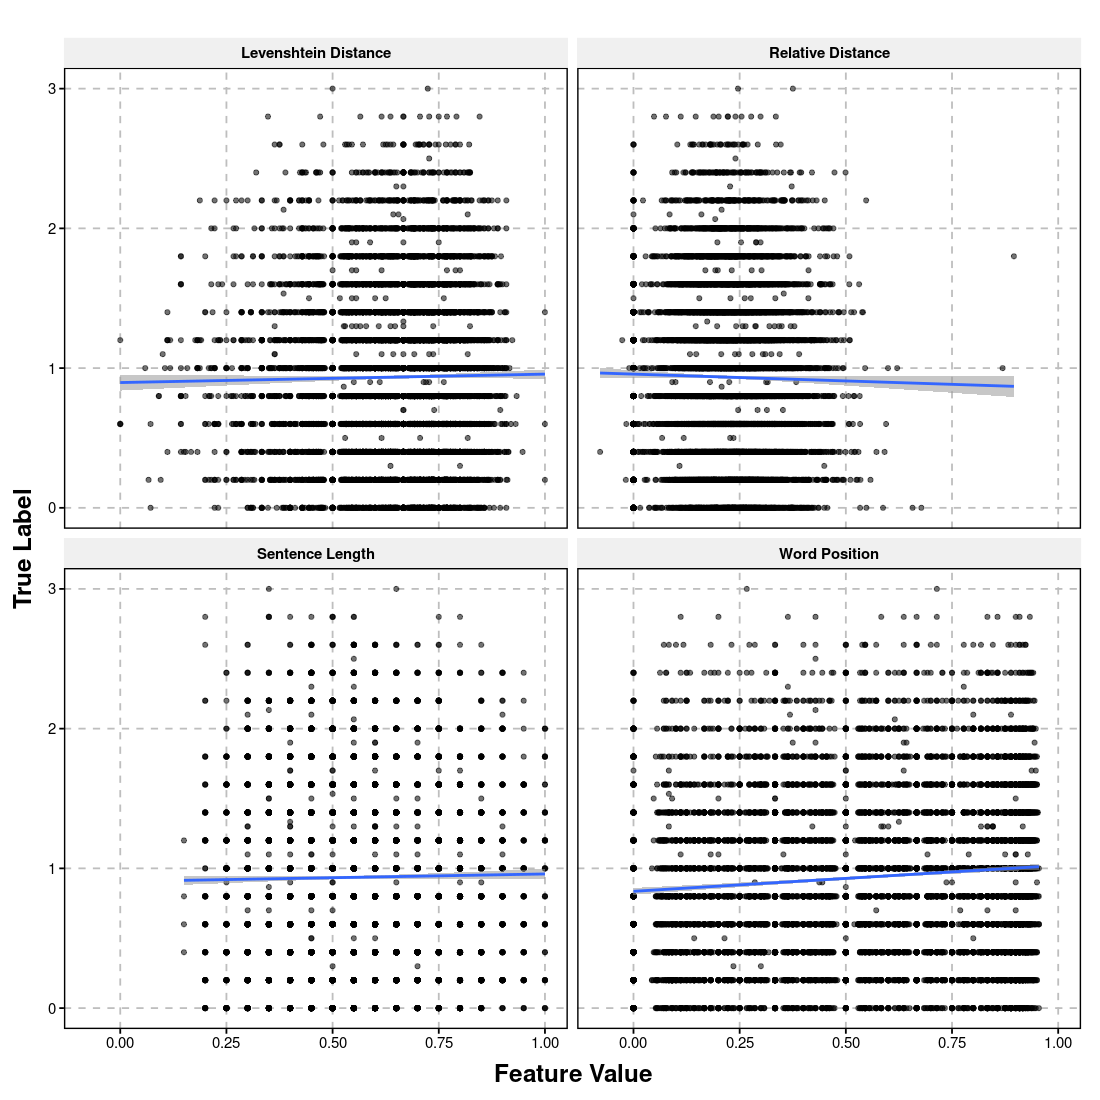 Levenshtein Distance
Relative Distance
3
2
1
0
Sentence Length
Word Position
3
2
1
0
0.00 0.25 0.50 0.75 1.00
0.00 0.25 0.50 0.75 1.00
True Label
Feature Value